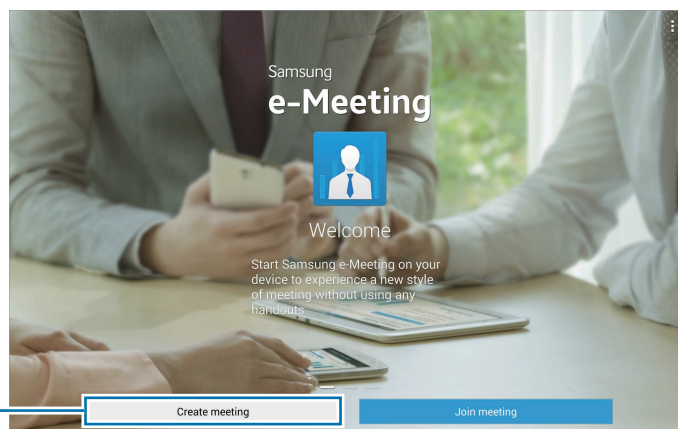 Samsung
e-Meeting
Welcome
Start Samsung e-Meeting on your
device to experience a new style
of meeting without using any
handouts.
Create meeting
Join meeting